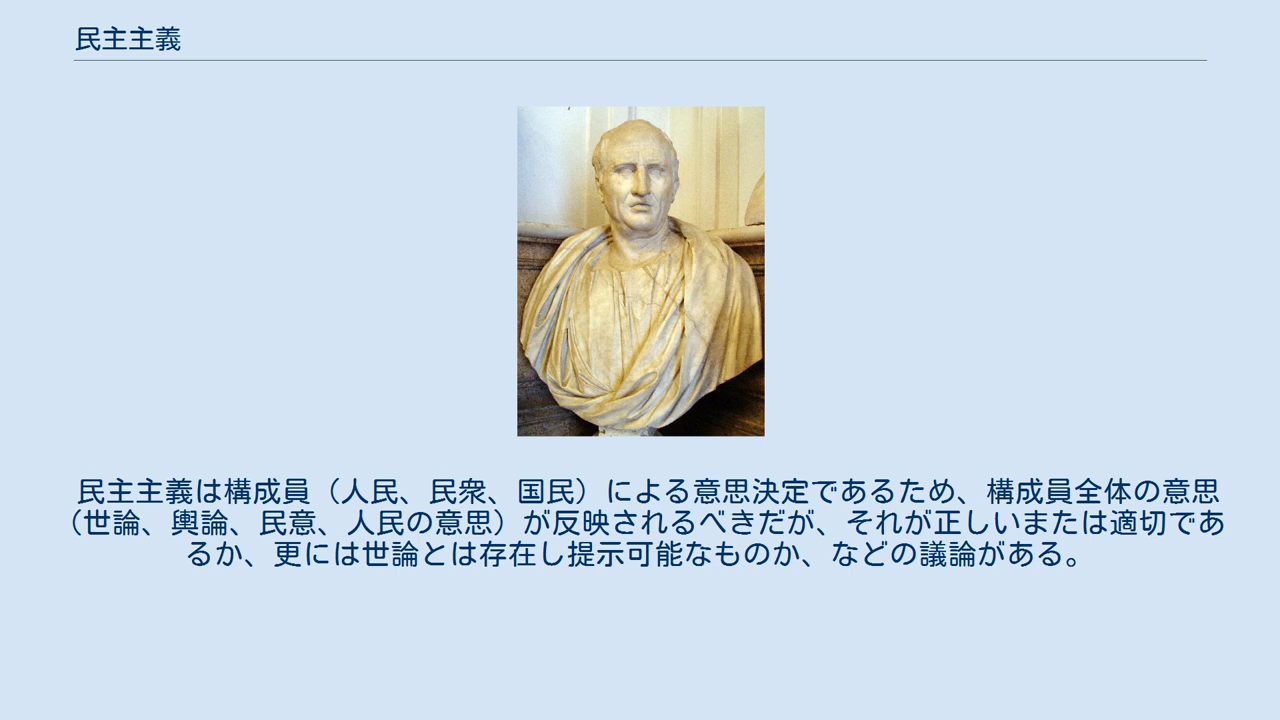 民主主義
民主主義は構成員（人民、民衆、国民）による意思決定であるため、構成員全体の意思
（世論、輿論、民意、人民の意思）が反映されるべきだが、それが正しいまたは適切であ
るか、更には世論とは存在し提示可能なものか、などの議論がある。